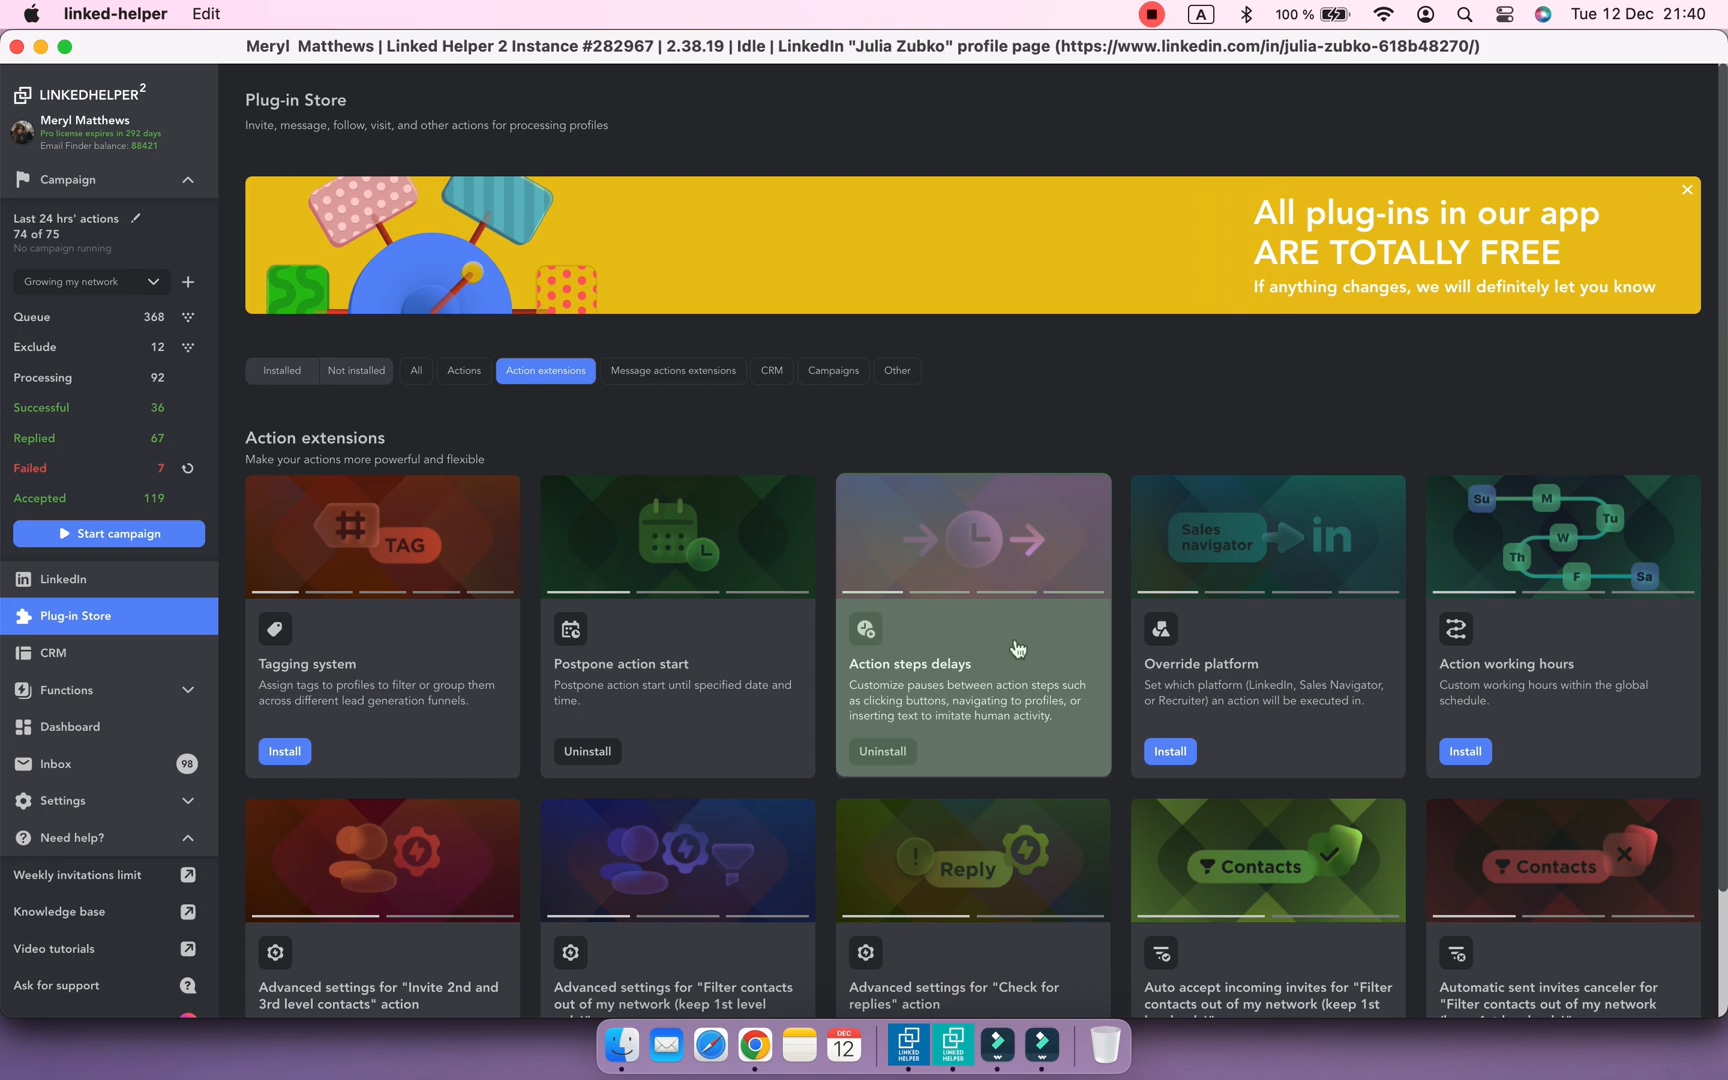 linked-helper Edit A 100 % Tue 12 Dec 21:40
Meryl Matthews | Linked Helper 2 Instance #282967 | 2.38.19 | Idle | LinkedIn "Julia Zubko" profile page (https://www.linkedin.com/in/julia-zubko-618b48270/)
LINKEDHELPER2
Meryl Matthews
Pro license expires in 292 days
Email Finder balance: 88421
Campaign
Last 24 hrs' actions
74 of 75
No campaign running
Growing my network
Queue 368
Exclude 12
Processing 92
Successful 36
Replied 67
Failed 7
Accepted 119
Start campaign
LinkedIn
Plug-in Store
CRM
Functions
Dashboard
Inbox 98
Settings
Need help?
Weekly invitations limit
Knowledge base
Video tutorials
Ask for support
Plug-in Store
Invite, message, follow, visit, and other actions for processing profiles
All plug-ins in our app
ARE TOTALLY FREE
If anything changes, we will definitely let you know
Installed Not installed All Actions Action extensions Message actions extensions CRM Campaigns Other
Action extensions
Make your actions more powerful and flexible
# TAG
Tagging system
Assign tags to profiles to filter or group them
across different lead generation funnels.
Install
Postpone action start
Postpone action start until specified date and
time.
Uninstall
Action steps delays
Customize pauses between action steps such
as clicking buttons, navigating to profiles, or
inserting text to imitate human activity.
Uninstall
Sales
navigator
in
Override platform
Set which platform (LinkedIn, Sales Navigator,
or Recruiter) an action will be executed in.
Install
Su M Tu
Th W
F Sa
Action working hours
Custom working hours within the global
schedule.
Install
Advanced settings for "Invite 2nd and
3rd level contacts" action
Advanced settings for "Filter contacts
out of my network (keep 1st level
! Reply
Advanced settings for "Check for
replies" action
Contacts
Auto accept incoming invites for "Filter
contacts out of my network (keep 1st
Contacts
Automatic sent invites canceler for
"Filter contacts out of my network
DEC
12
LINKED
HELPER
LINKED
HELPER